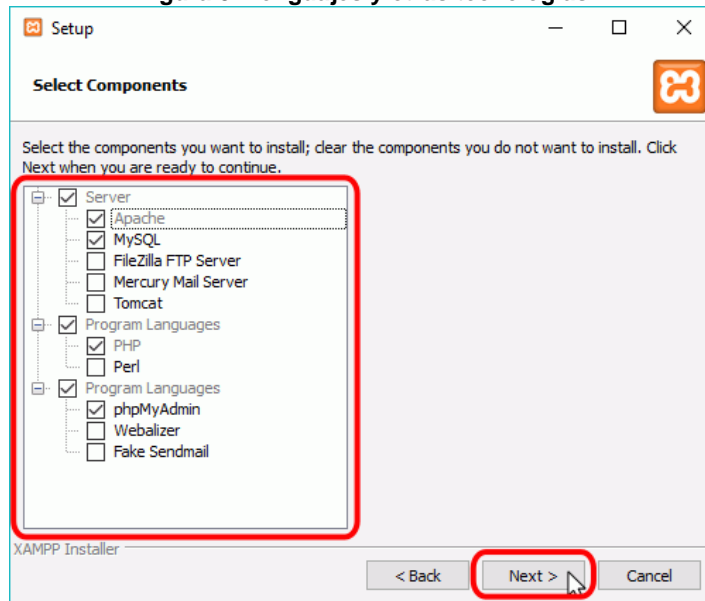 Setup
Select Components
Select the components you want to install; clear the components you do not want to install. Click
Next when you are ready to continue.
Server
Apache
MySQL
FileZilla FTP Server
Mercury Mail Server
Tomcat
Program Languages
PHP
Perl
Program Languages
phpMyAdmin
Webalizer
Fake Sendmail
XAMPP Installer
< Back Next > Cancel